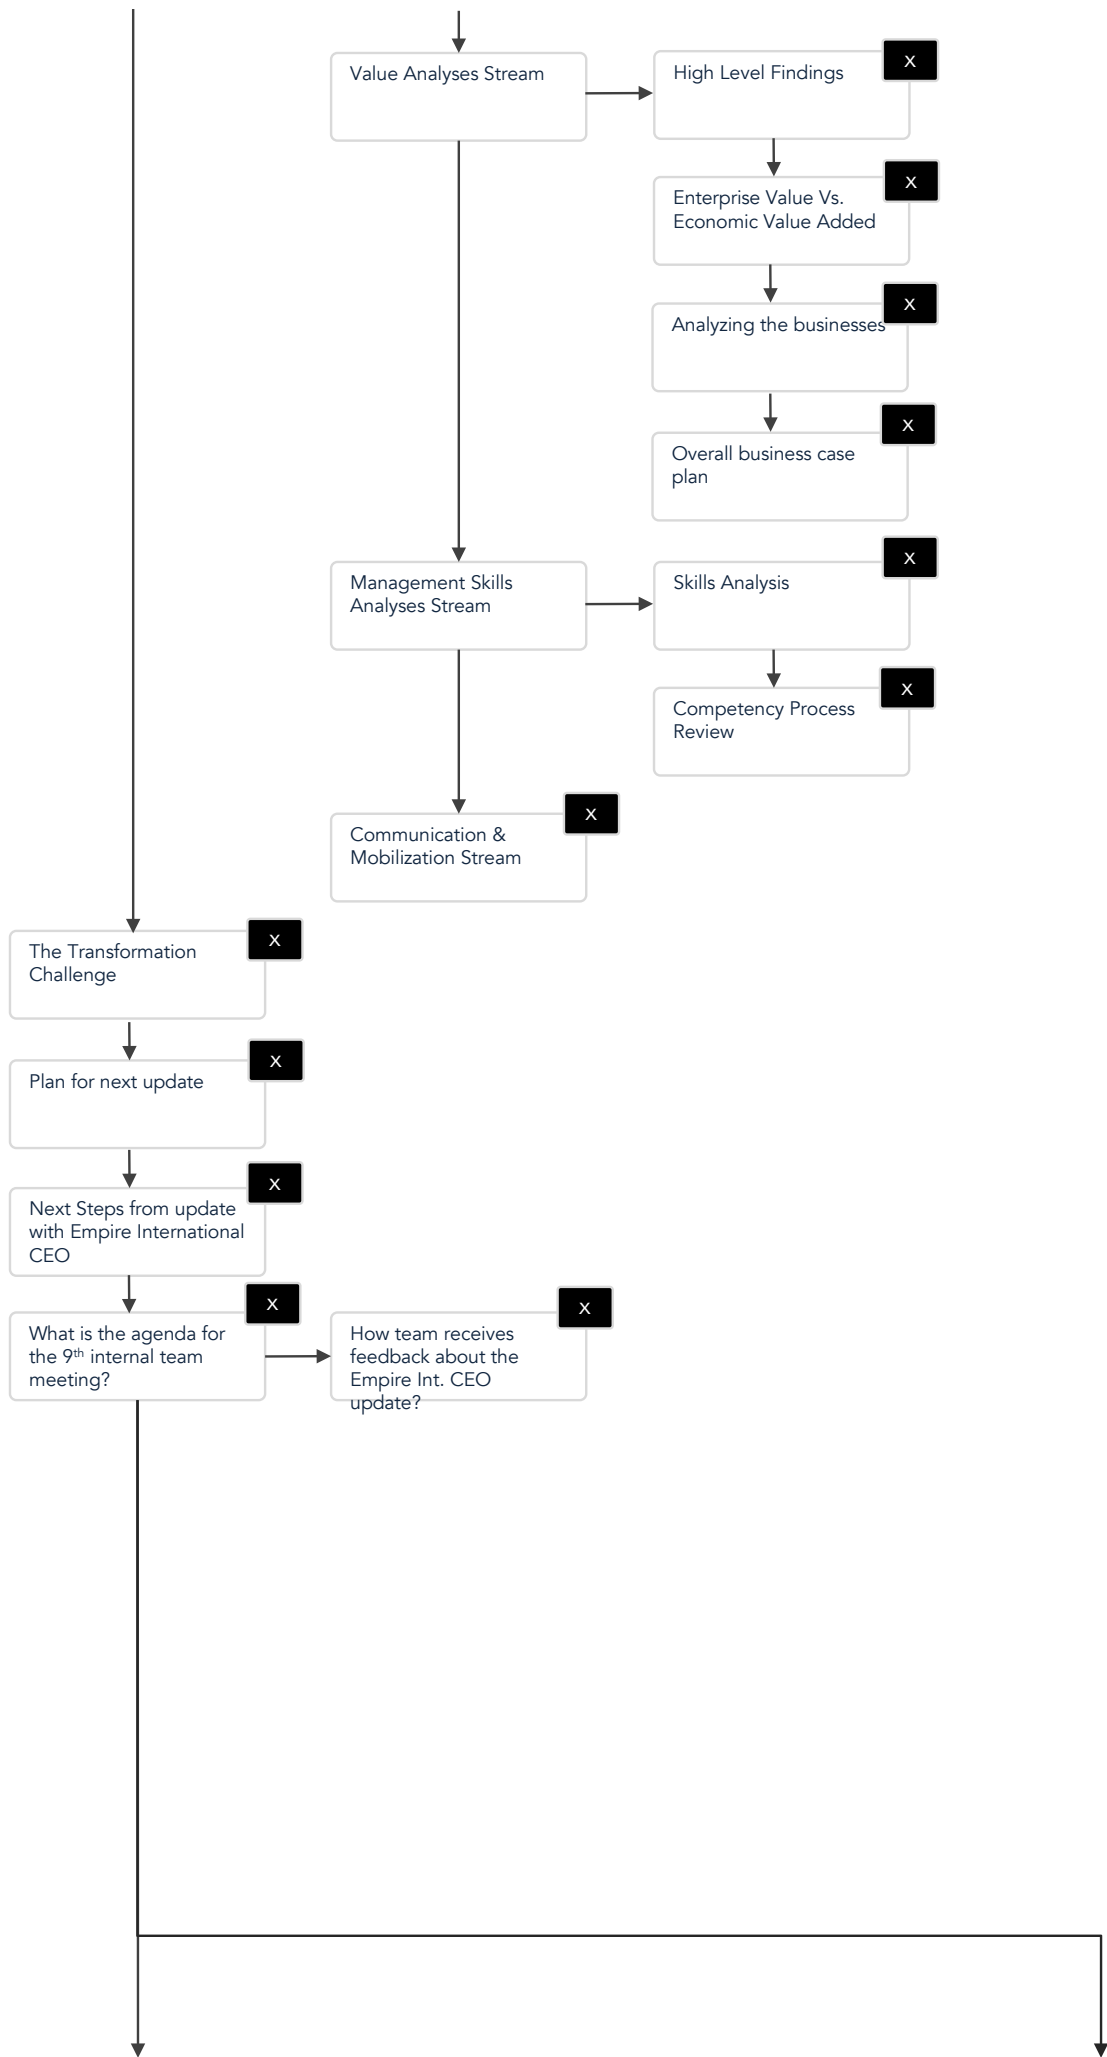 Value Analyses Stream
High Level Findings
X
Enterprise Value Vs.
Economic Value Added
X
Analyzing the businesses
X
Overall business case
plan
X
Management Skills
Analyses Stream
Skills Analysis
X
Competency Process
Review
X
Communication &
Mobilization Stream
X
The Transformation
Challenge
X
Plan for next update
X
Next Steps from update
with Empire International
CEO
X
What is the agenda for
the 9th internal team
meeting?
X
How team receives
feedback about the
Empire Int. CEO
update?
X